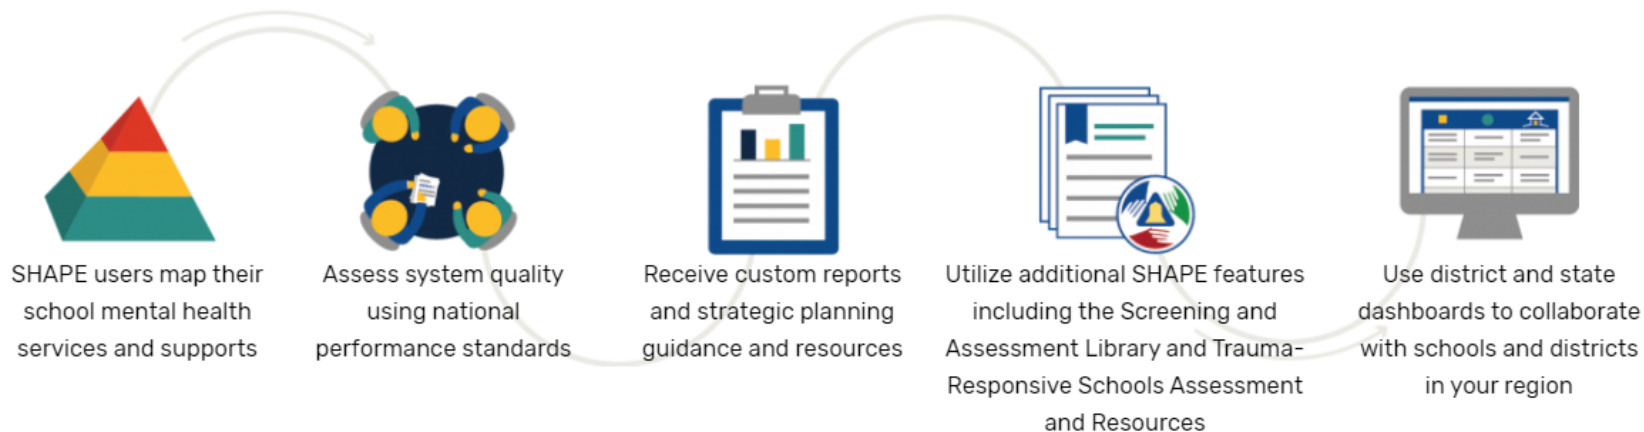 SHAPE users map their
school mental health
services and supports
Assess system quality
using national
performance standards
Receive custom reports
and strategic planning
guidance and resources
Utilize additional SHAPE features
including the Screening and
Assessment Library and Trauma-
Responsive Schools Assessment
and Resources
Use district and state
dashboards to collaborate
with schools and districts
in your region